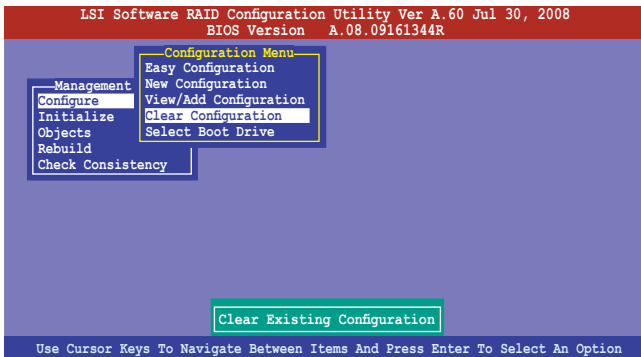 LSI Software RAID Configuration Utility Ver A.60 Jul 30, 2008
BIOS Version A.08.09161344R
Configuration Menu
Easy Configuration
New Configuration
View/Add Configuration
Clear Configuration
Select Boot Drive
Management
Configure
Initialize
Objects
Rebuild
Check Consistency
Clear Existing Configuration
Use Cursor Keys To Navigate Between Items And Press Enter To Select An Option